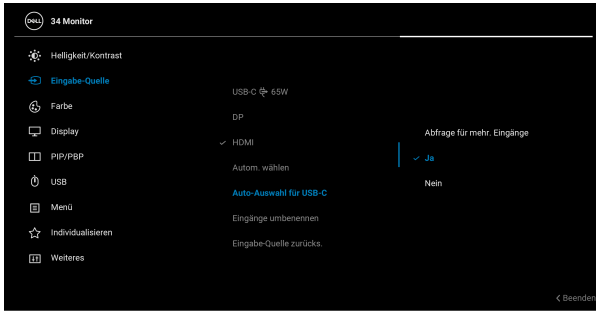 DELL
34 Monitor
Helligkeit/Kontrast
Eingabe-Quelle
Farbe
Display
PIP/PBP
USB
Menü
Individualisieren
Weiteres
USB-C 65W
DP
HDMI
Autom. wählen
Auto-Auswahl für USB-C
Eingänge umbenennen
Eingabe-Quelle zurücks.
Abfrage für mehr. Eingänge
Ja
Nein
Beenden